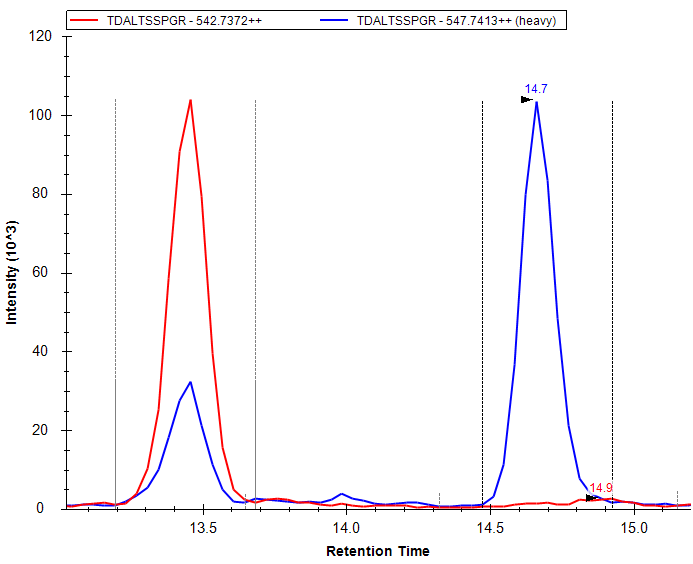 TDALTSSPGR - 542.7372++ TDALTSSPGR - 547.7413++ (heavy)
120
14.7
100
80
Intensity (10^3)
60
40
20
14.9
0
13.5 14.0 14.5 15.0
Retention Time